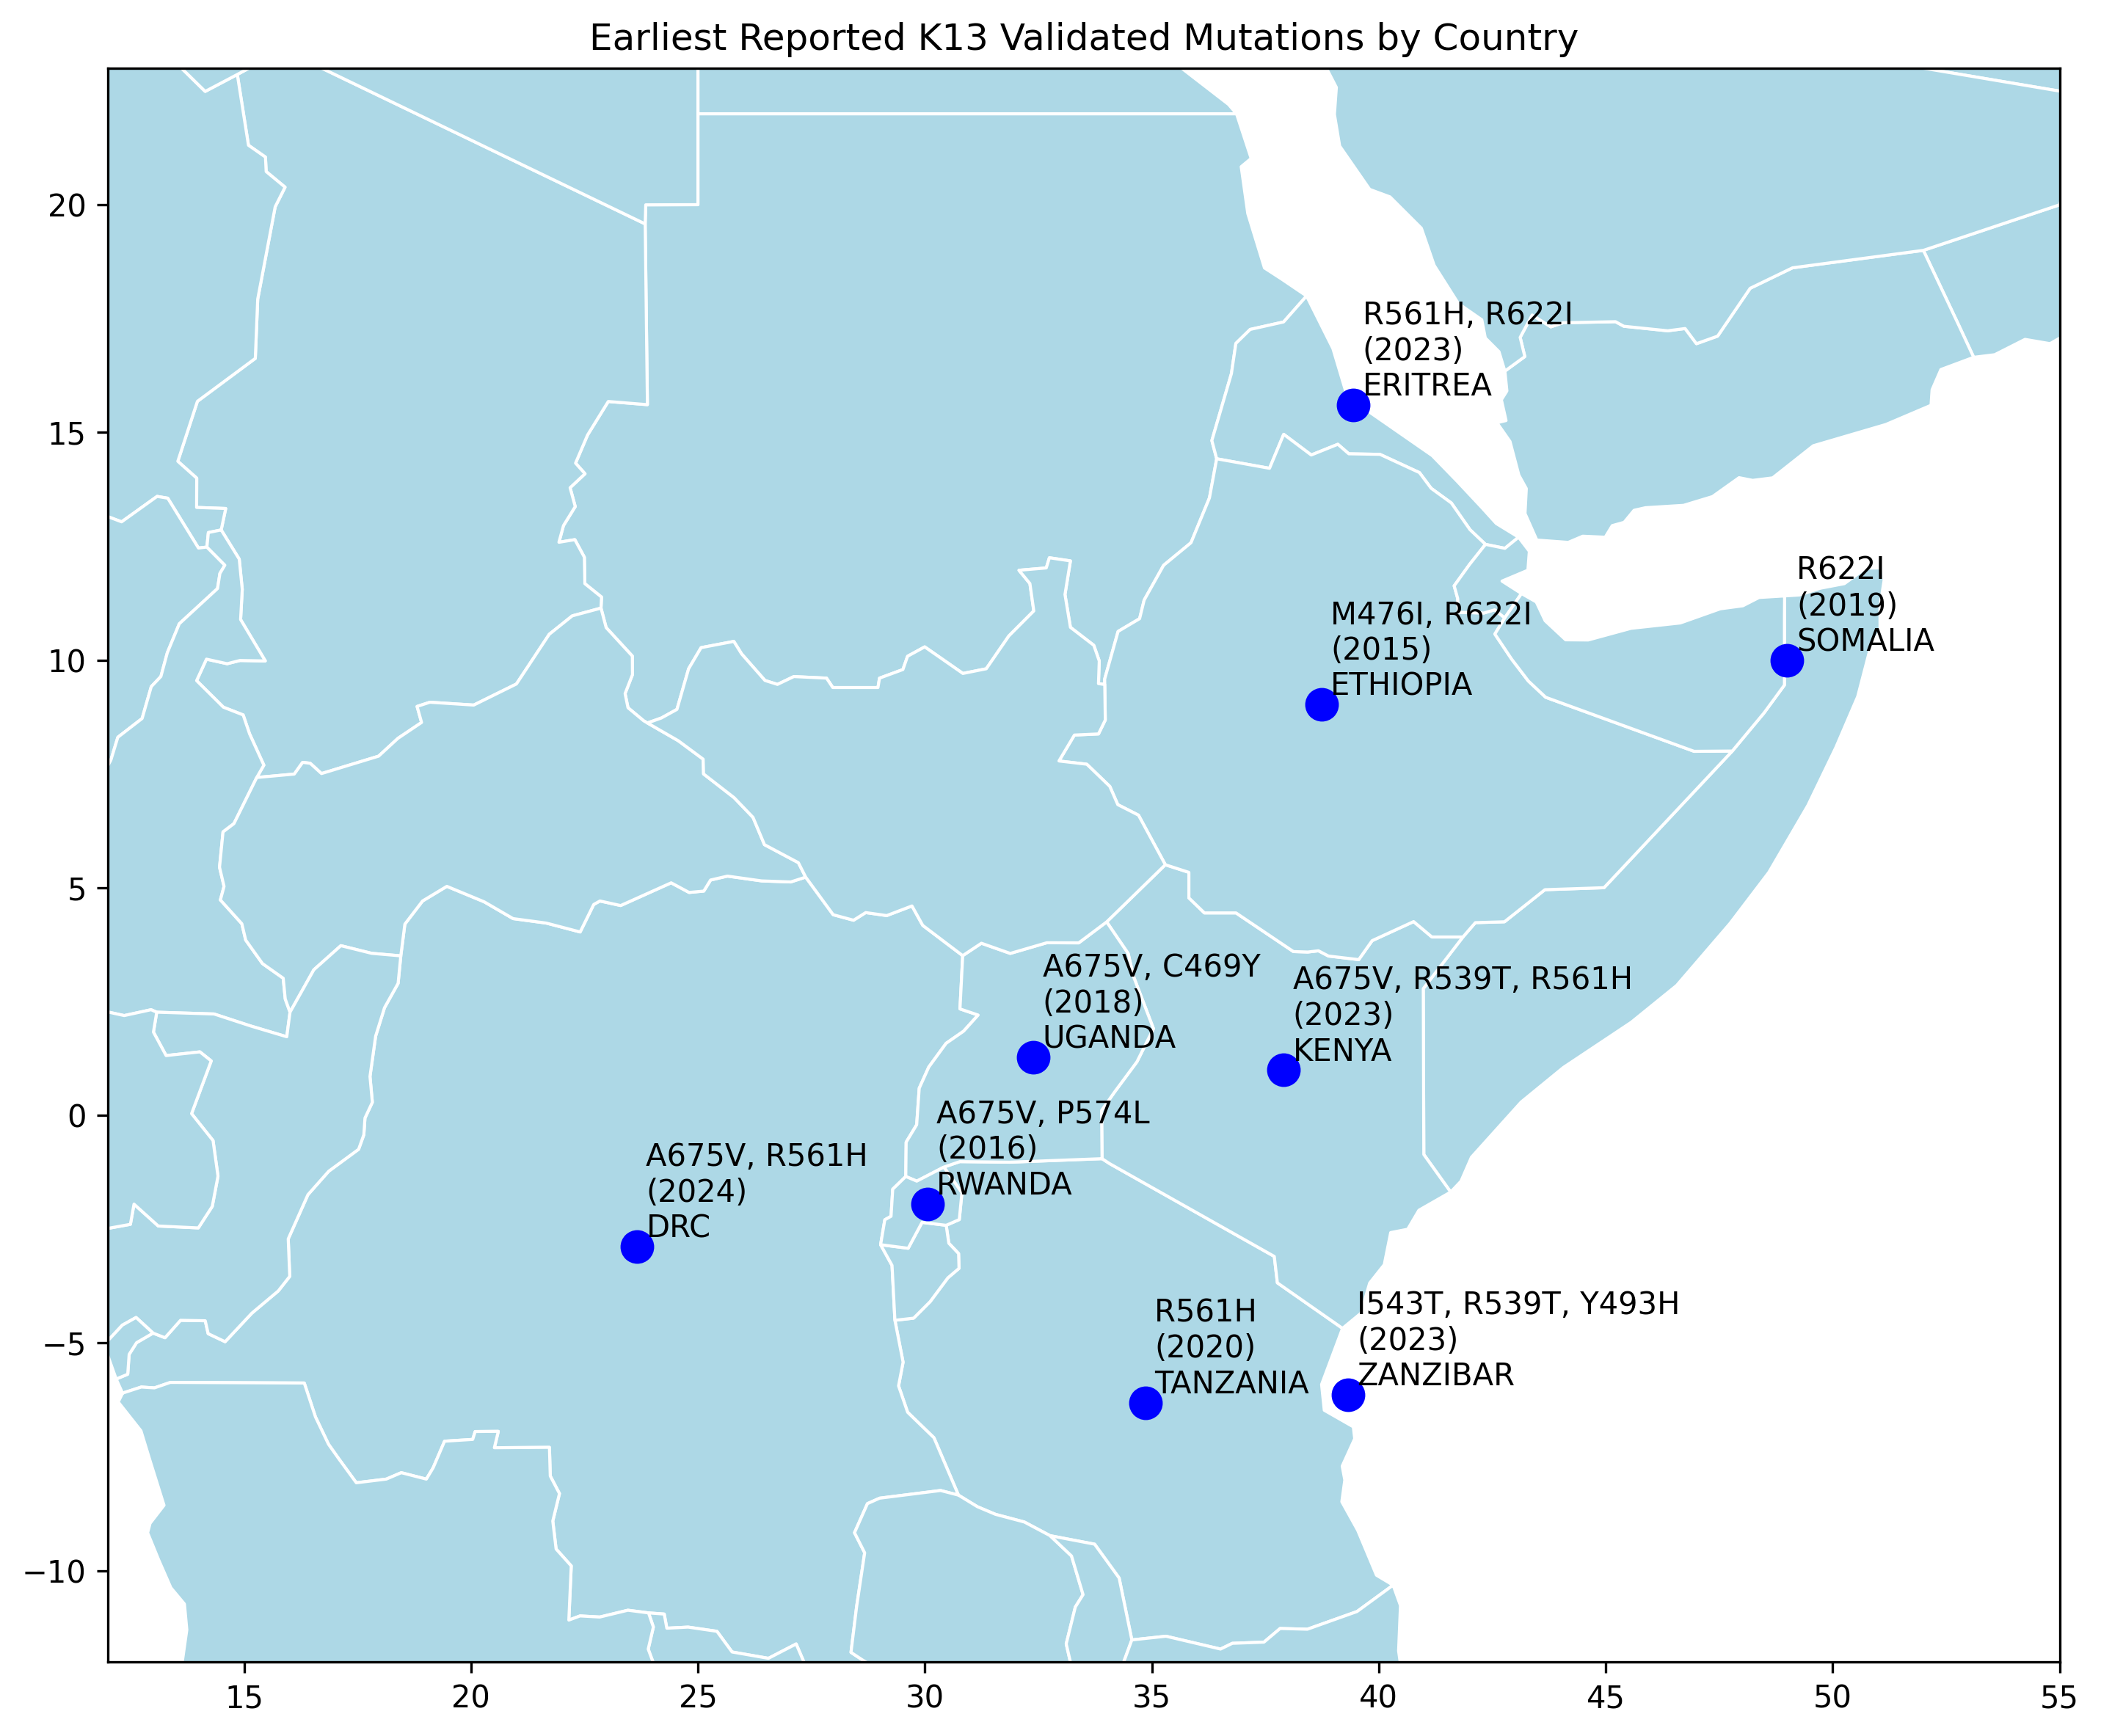 Earliest Reported K13 Validated Mutations by Country
20
15
10
5
0
−5
−10
R561H, R622I
(2023)
ERITREA
R622I
(2019)
SOMALIA
M476I, R622I
(2015)
ETHIOPIA
A675V, C469Y
(2018)
UGANDA
A675V, R539T, R561H
(2023)
KENYA
A675V, P574L
(2016)
RWANDA
A675V, R561H
(2024)
DRC
R561H
(2020)
TANZANIA
I543T, R539T, Y493H
(2023)
ZANZIBAR
15
20
25
30
35
40
45
50
55